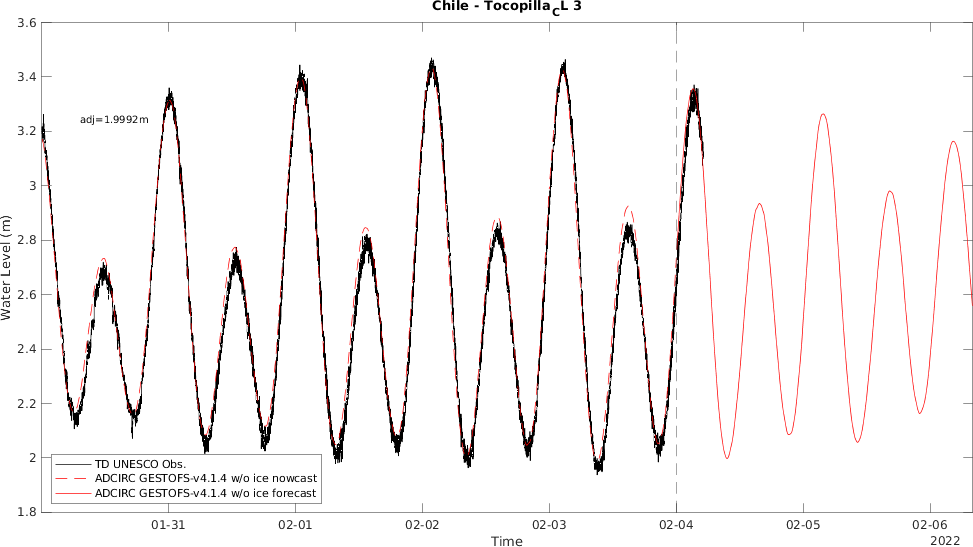 Chile - Tocopilla_C L 3
3.6
3.4
3.2
3
2.8
2.6
2.4
2.2
2
1.8
Water Level (m)
adj=1.9992m
TD UNESCO Obs.
ADCIRC GESTOFS-v4.1.4 w/o ice nowcast
ADCIRC GESTOFS-v4.1.4 w/o ice forecast
01-31 02-01 02-02 02-03 02-04 02-05 02-06
Time
2022